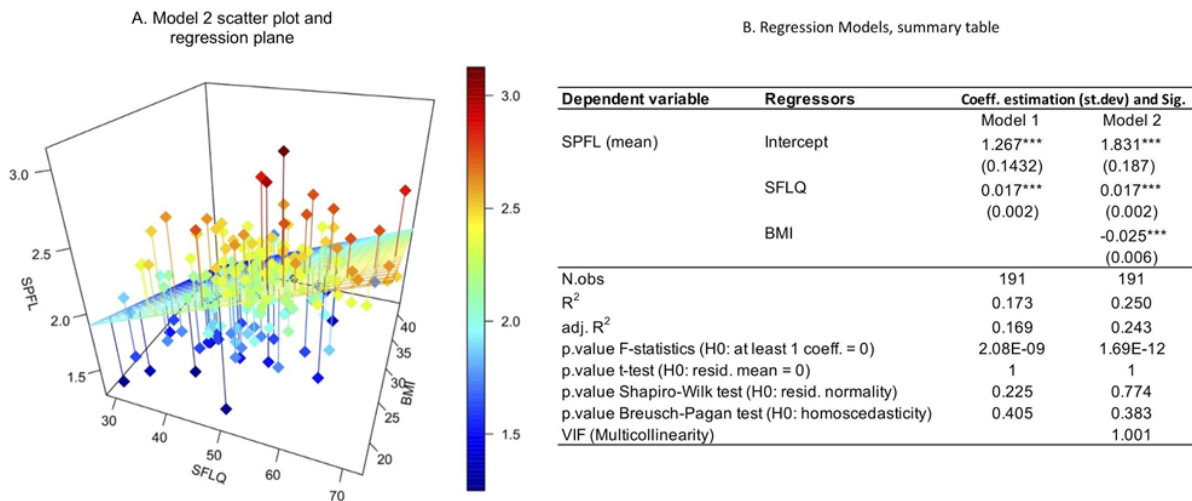 A. Model 2 scatter plot and
regression plane
3.0
2.5
2.0
1.5
SPFL
30
40
50
60
70
SFLQ
20
25
30
35
40
BMI
3.0
2.5
2.0
1.5
B. Regression Models, summary table
Dependent variable Regressors Coeff. estimation (st.dev) and Sig.
Model 1 Model 2
SPFL (mean) Intercept 1.267*** 1.831***
(0.1432) (0.187)
SFLQ 0.017*** 0.017***
(0.002) (0.002)
BMI -0.025***
(0.006)
N.obs 191 191
R² 0.173 0.250
adj. R² 0.169 0.243
p.value F-statistics (H0: at least 1 coeff. = 0) 2.08E-09 1.69E-12
p.value t-test (H0: resid. mean = 0) 1 1
p.value Shapiro-Wilk test (H0: resid. normality) 0.225 0.774
p.value Breusch-Pagan test (H0: homoscedasticity) 0.405 0.383
VIF (Multicollinearity) 1.001